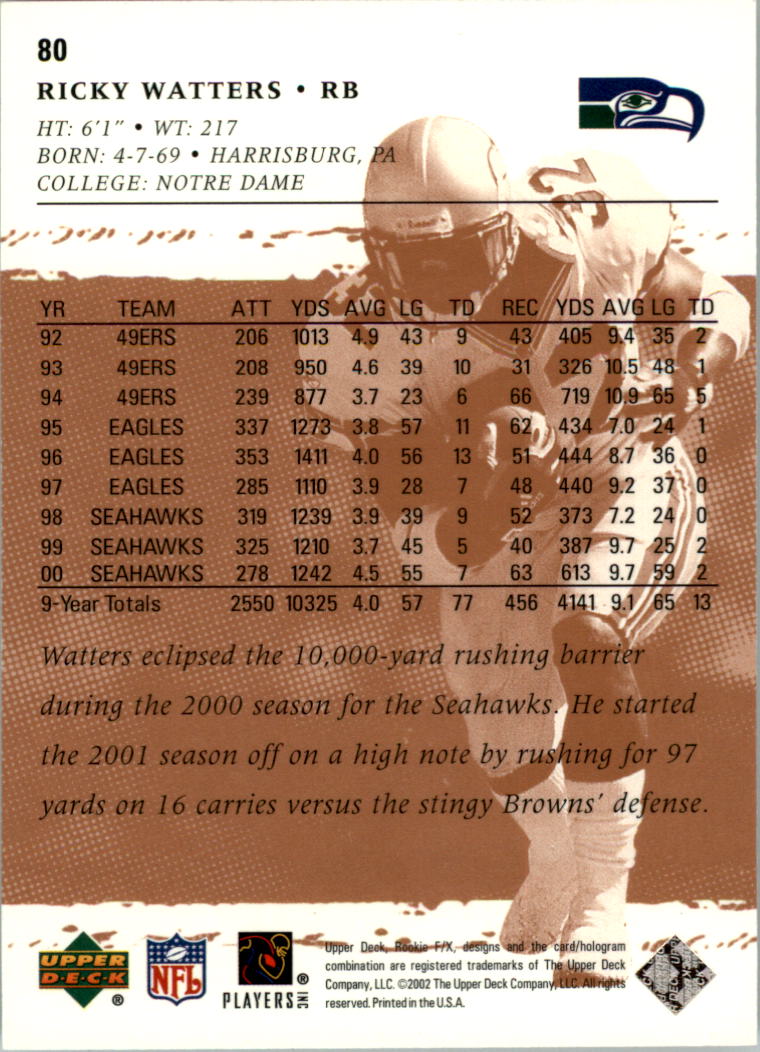 80
RICKY WATTERS • RB
HT: 6'1" • WT: 217
BORN: 4-7-69 • HARRISBURG, PA
COLLEGE: NOTRE DAME
YR TEAM ATT YDS AVG LG TD REC YDS AVG LG TD
92 49ERS 206 1013 4.9 43 9 43 405 9.4 35 2
93 49ERS 208 950 4.6 39 10 31 326 10.5 48 1
94 49ERS 239 877 3.7 23 6 66 719 10.9 65 5
95 EAGLES 337 1273 3.8 57 11 62 434 7.0 24 1
96 EAGLES 353 1411 4.0 56 13 51 444 8.7 36 0
97 EAGLES 285 1110 3.9 28 7 48 440 9.2 37 0
98 SEAHAWKS 319 1239 3.9 39 9 52 373 7.2 24 0
99 SEAHAWKS 325 1210 3.7 45 5 40 387 9.7 25 2
00 SEAHAWKS 278 1242 4.5 55 7 63 613 9.7 59 2
9-Year Totals 2550 10325 4.0 57 77 456 4141 9.1 65 13
Watters eclipsed the 10,000-yard rushing barrier
during the 2000 season for the Seahawks. He started
the 2001 season off on a high note by rushing for 97
yards on 16 carries versus the stingy Browns' defense.
UPPER
DECK
®
NFL
PLAYERS INC ®
Upper Deck, Rookie F/X, designs and the card/hologram
combination are registered trademarks of The Upper Deck
Company, LLC. ©2002 The Upper Deck Company, LLC. All rights
reserved. Printed in the U.S.A.